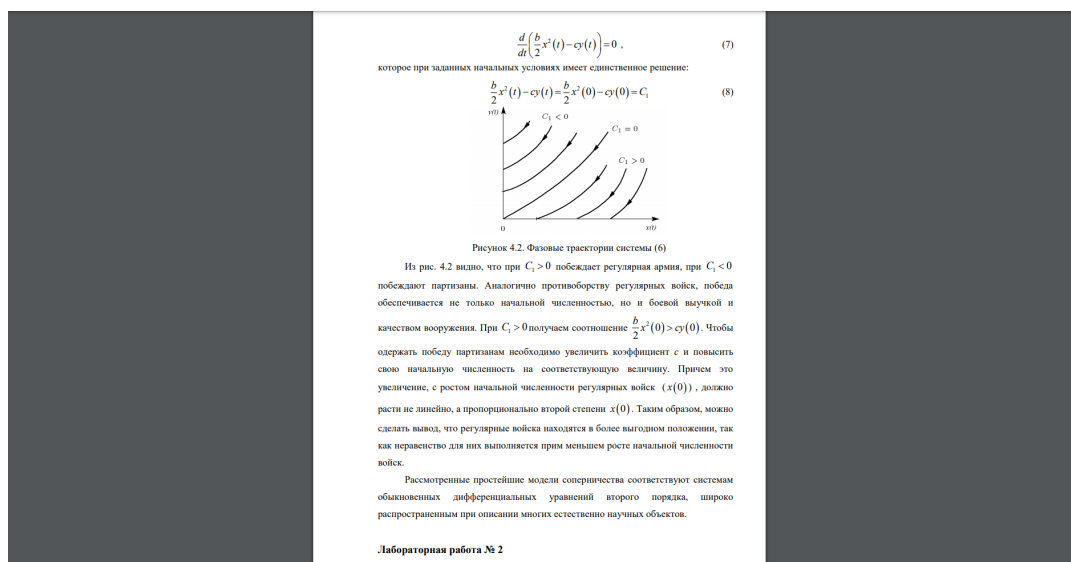 d/dt (b/2 x²(t) − cy(t)) = 0 , (7)
которое при заданных начальных условиях имеет единственное решение:
b/2 x²(t) − cy(t) = b/2 x²(0) − cy(0) = C₁ (8)
y(t)
C₁ < 0
C₁ = 0
C₁ > 0
0
x(t)
Рисунок 4.2. Фазовые траектории системы (6)
Из рис. 4.2 видно, что при C₁ > 0 побеждает регулярная армия, при C₁ < 0
побеждают партизаны. Аналогично противоборству регулярных войск, победа
обеспечивается не только начальной численностью, но и боевой выучкой и
качеством вооружения. При C₁ > 0 получаем соотношение b/2 x²(0) > cy(0). Чтобы
одержать победу партизанам необходимо увеличить коэффициент c и повысить
свою начальную численность на соответствующую величину. Причем это
увеличение, с ростом начальной численности регулярных войск (x(0)) , должно
расти не линейно, а пропорционально второй степени x(0). Таким образом, можно
сделать вывод, что регулярные войска находятся в более выгодном положении, так
как неравенство для них выполняется прим меньшем росте начальной численности
войск.
Рассмотренные простейшие модели соперничества соответствуют системам
обыкновенных дифференциальных уравнений второго порядка, широко
распространенным при описании многих естественно научных объектов.
Лабораторная работа № 2